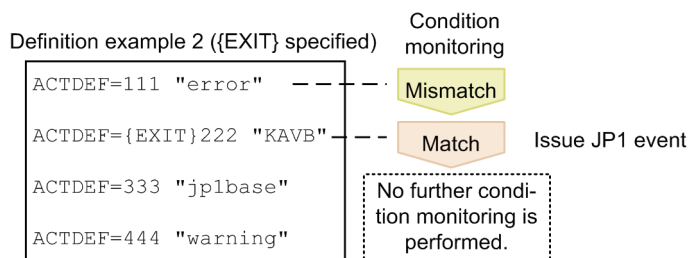 Definition example 2 ({EXIT} specified)
Condition
monitoring
ACTDEF=111 "error"
Mismatch
ACTDEF={EXIT}222 "KAVB"
Match
Issue JP1 event
ACTDEF=333 "jp1base"
ACTDEF=444 "warning"
No further condi-
tion monitoring is
performed.